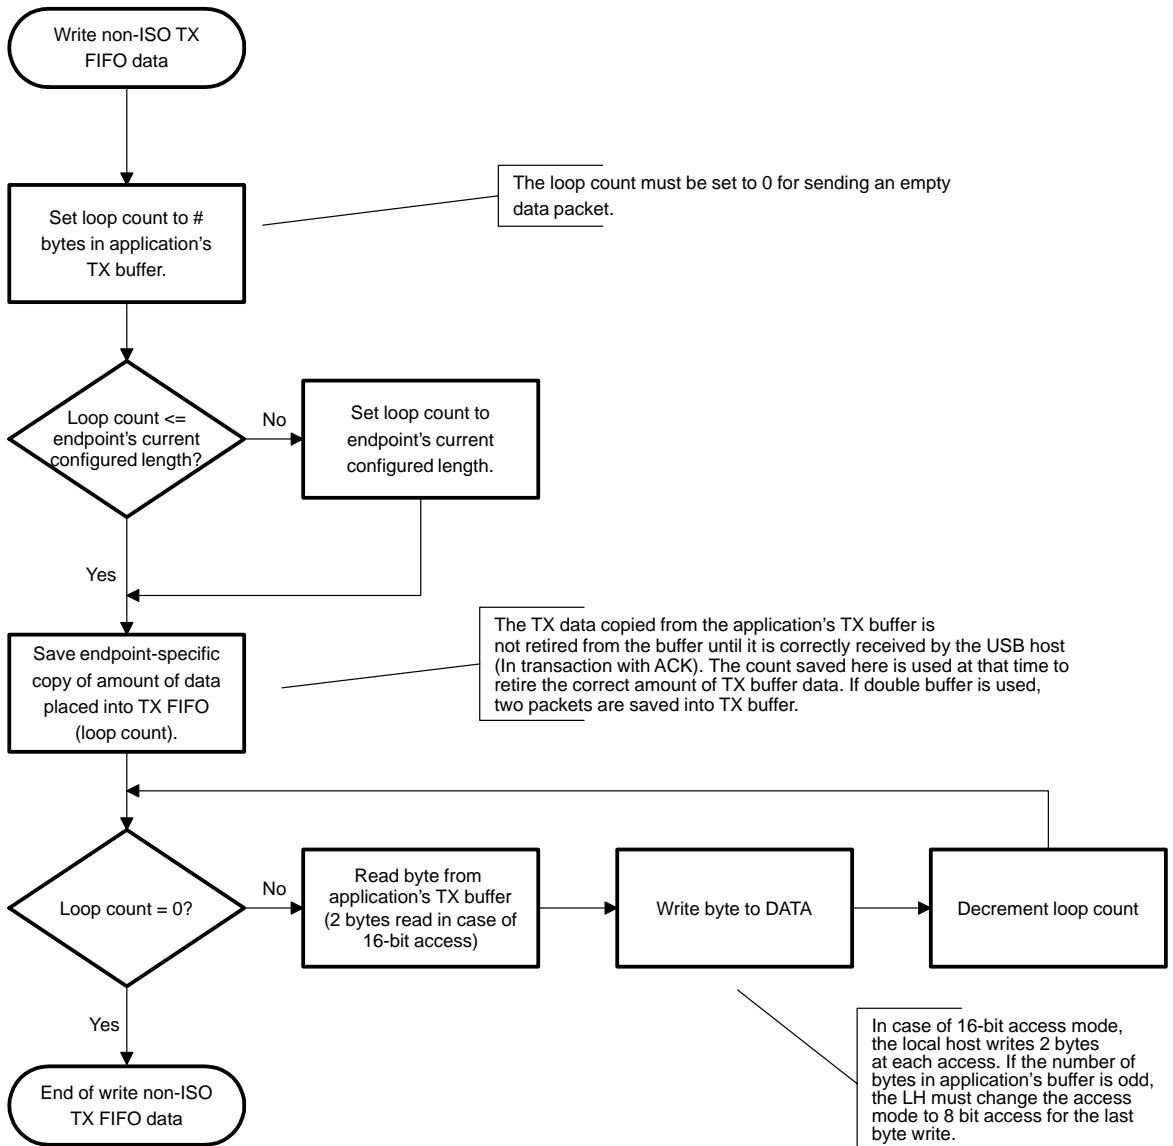 Write non-ISO TX
FIFO data
The loop count must be set to 0 for sending an empty
data packet.
Set loop count to #
bytes in application's
TX buffer.
Loop count <=
endpoint's current
configured length?
No
Set loop count to
endpoint's current
configured length.
Yes
The TX data copied from the application's TX buffer is
not retired from the buffer until it is correctly received by the USB host
(In transaction with ACK). The count saved here is used at that time to
retire the correct amount of TX buffer data. If double buffer is used,
two packets are saved into TX buffer.
Save endpoint-specific
copy of amount of data
placed into TX FIFO
(loop count).
Loop count = 0?
No
Read byte from
application's TX buffer
(2 bytes read in case of
16-bit access)
Write byte to DATA
Decrement loop count
Yes
In case of 16-bit access mode,
the local host writes 2 bytes
at each access. If the number of
bytes in application's buffer is odd,
the LH must change the access
mode to 8 bit access for the last
byte write.
End of write non-ISO
TX FIFO data